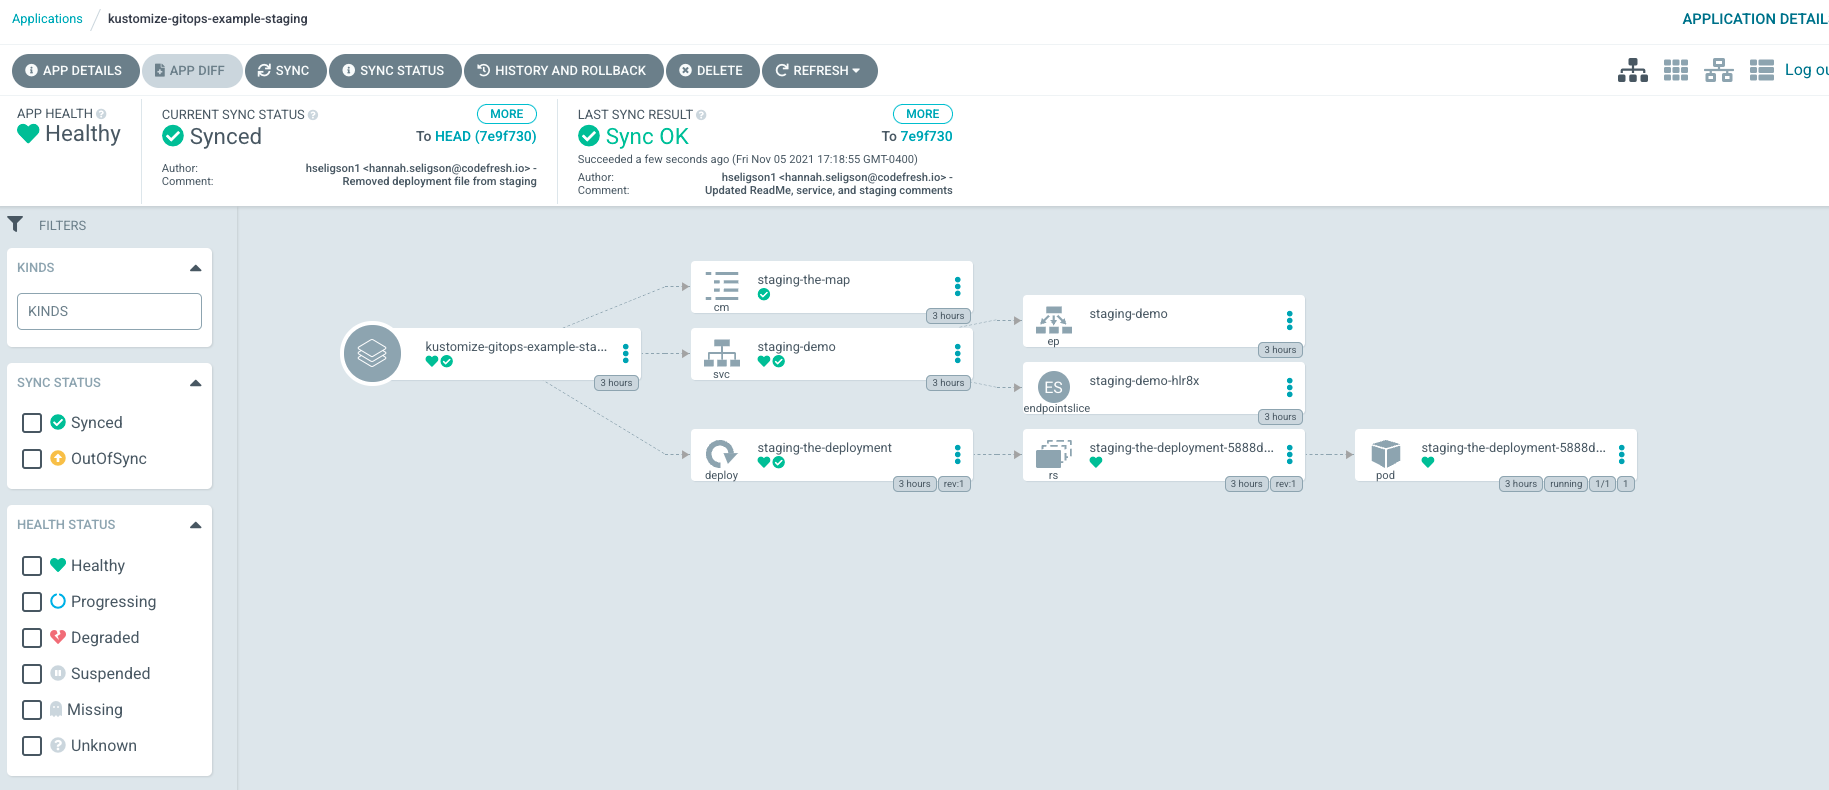 Applications / kustomize-gitops-example-staging
APPLICATION DETAIL
APP DETAILS
APP DIFF
SYNC
SYNC STATUS
HISTORY AND ROLLBACK
DELETE
REFRESH
Log ou
APP HEALTH
Healthy
CURRENT SYNC STATUS
MORE
Synced
To HEAD (7e9f730)
Author: hseligson1 <hannah.seligson@codefresh.io> -
Comment: Removed deployment file from staging
LAST SYNC RESULT
MORE
Sync OK
To 7e9f730
Succeeded a few seconds ago (Fri Nov 05 2021 17:18:55 GMT-0400)
Author: hseligson1 <hannah.seligson@codefresh.io> -
Comment: Updated ReadMe, service, and staging comments
FILTERS
KINDS
KINDS
SYNC STATUS
Synced
OutOfSync
HEALTH STATUS
Healthy
Progressing
Degraded
Suspended
Missing
Unknown
kustomize-gitops-example-sta...
3 hours
staging-the-map
cm
3 hours
staging-demo
svc
3 hours
staging-the-deployment
deploy
3 hours
rev:1
staging-demo
ep
3 hours
ES
staging-demo-hlr8x
endpointslice
3 hours
staging-the-deployment-5888d...
rs
3 hours
rev:1
staging-the-deployment-5888d...
pod
3 hours
running
1/1
1